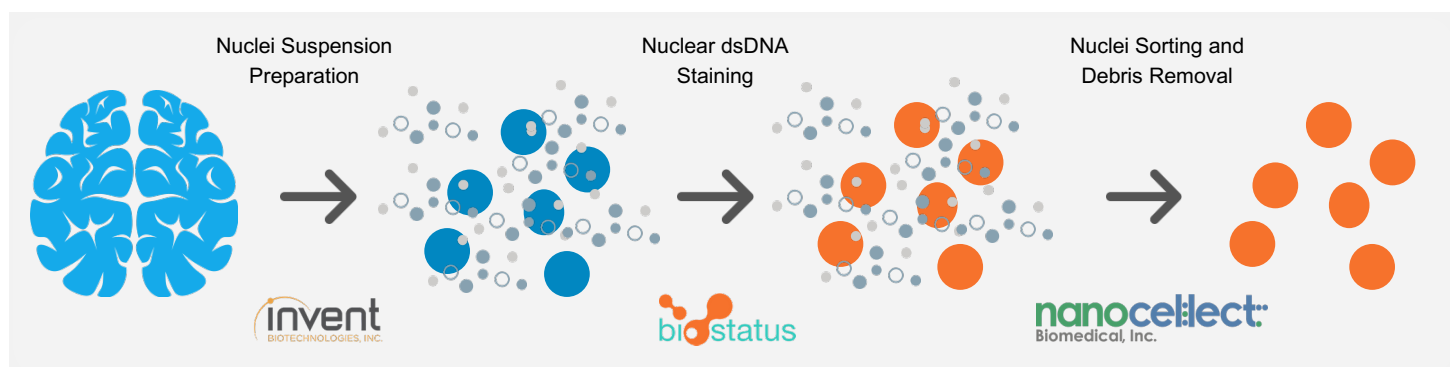 Nuclei Suspension
Preparation
Nuclear dsDNA
Staining
Nuclei Sorting and
Debris Removal
invent
BIOTECHNOLOGIES, INC.
biostatus
nanocellect
Biomedical, Inc.